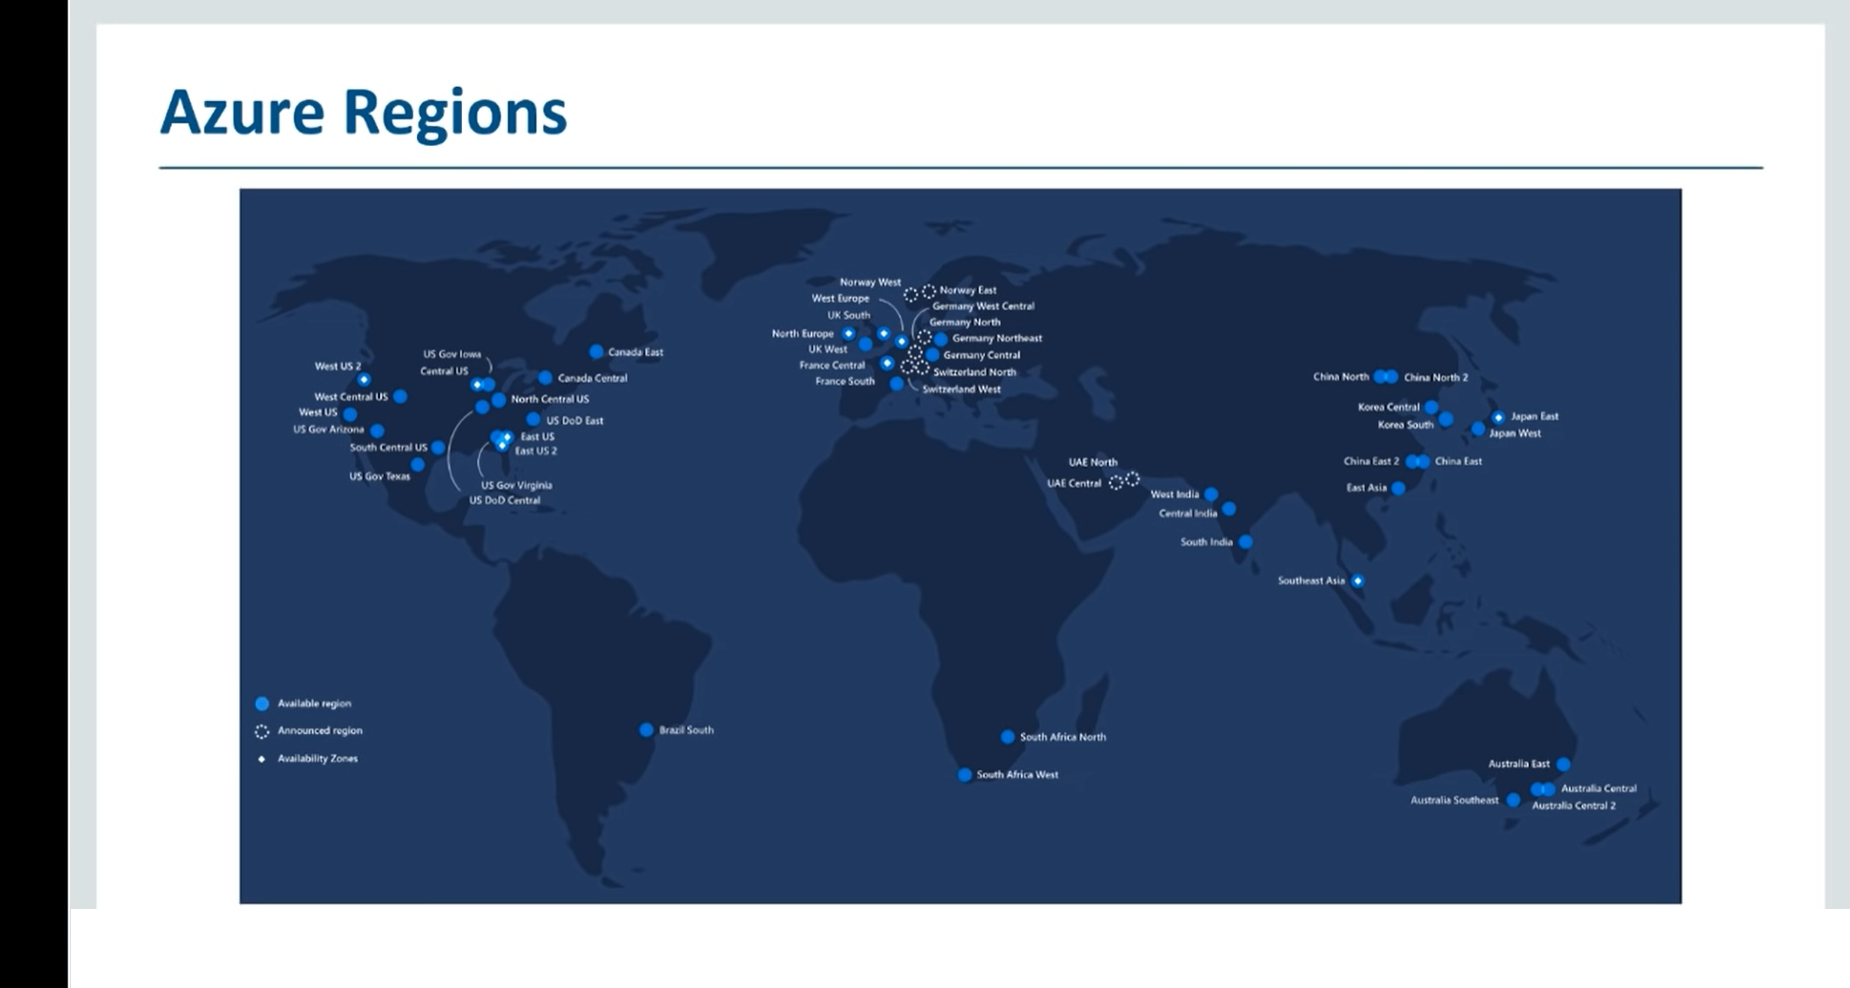 Azure Regions
Norway West
Norway East
West Europe
Germany West Central
UK South
Germany North
North Europe
Germany Northeast
UK West
Germany Central
France Central
Switzerland North
France South
Switzerland West
US Gov Iowa
Canada East
West US 2
Central US
Canada Central
West Central US
North Central US
West US
US DoD East
US Gov Arizona
East US
South Central US
East US 2
US Gov Texas
US Gov Virginia
US DoD Central
China North
China North 2
Korea Central
Japan East
Korea South
Japan West
UAE North
China East 2
China East
UAE Central
East Asia
West India
Central India
South India
Southeast Asia
Available region
Announced region
Availability Zones
Brazil South
South Africa North
South Africa West
Australia East
Australia Central
Australia Southeast
Australia Central 2